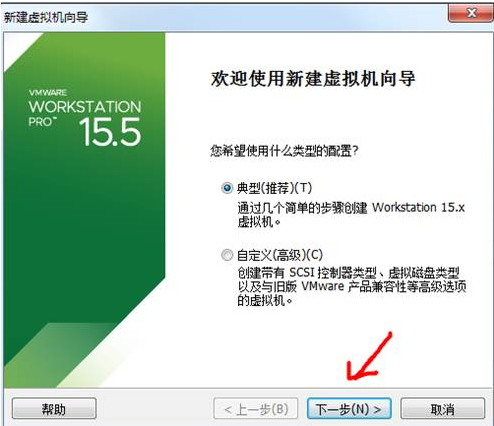 新建虚拟机向导
VMWARE
WORKSTATION
PRO™ 15.5
欢迎使用新建虚拟机向导
您希望使用什么类型的配置?
典型(推荐)(T)
通过几个简单的步骤创建 Workstation 15.x
虚拟机。
自定义(高级)(C)
创建带有 SCSI 控制器类型、虚拟磁盘类型
以及与旧版 VMware 产品兼容性等高级选项
的虚拟机。
帮助
< 上一步(B)
下一步(N) >
取消